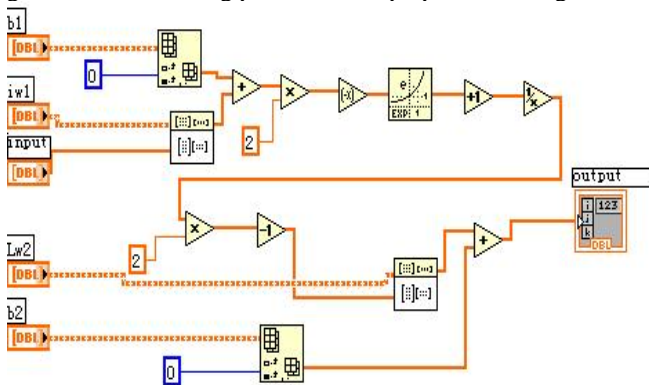 b1
[DBL]
0
iw1
[DBL]
input
[DBL]
+
×
2
(-x)
e
EXP 1
+1
1/x
output
i 123
j
k
DBL
×
-1
2
Lw2
[DBL]
+
b2
[DBL]
0